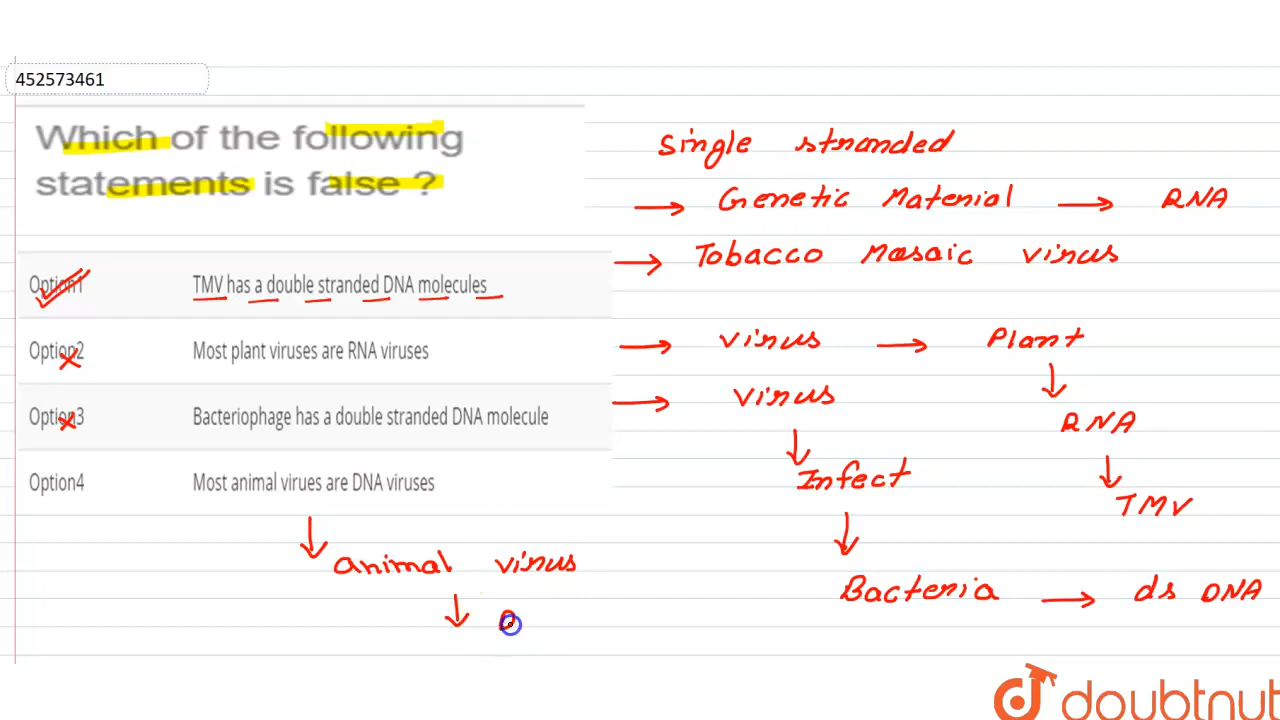 452573461
Which of the following
statements is false ?
Option1 TMV has a double stranded DNA molecules
Option2 Most plant viruses are RNA viruses
Option3 Bacteriophage has a double stranded DNA molecule
Option4 Most animal virues are DNA viruses
Single stranded
→ Genetic Material → RNA
→ Tobacco Mosaic virus
→ virus → Plant
↓
RNA
↓
TMV
→ virus
↓
Infect
↓
Bacteria → ds DNA
↓
animal virus
↓ D
doubtnut